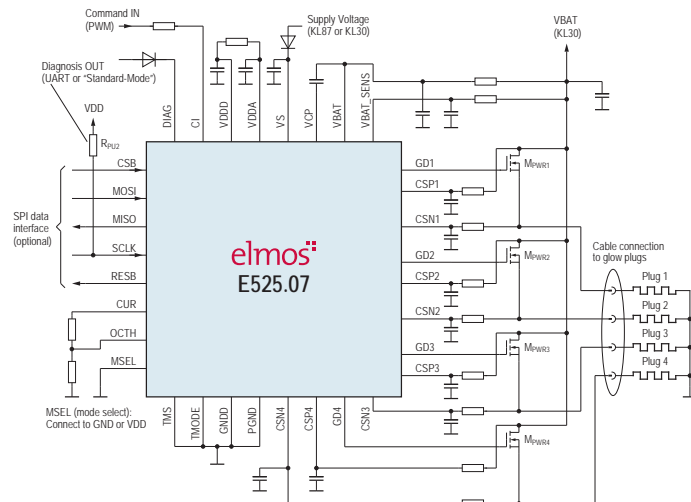 Command IN
(PWM)
Supply Voltage
(KL87 or KL30)
VBAT
(KL30)
Diagnosis OUT
(UART or “Standard-Mode”)
VDD
RPU2
DIAG
CI
VDDD
VDDA
VS
VCP
VBAT
VBAT_SENS
CSB
MOSI
MISO
SCLK
RESB
CUR
OCTH
MSEL
SPI data
interface
(optional)
elmos
E525.07
GD1
CSP1
CSN1
GD2
CSP2
CSN2
GD3
CSP3
MPWR1
MPWR2
MPWR3
MPWR4
Cable connection
to glow plugs
Plug 1
Plug 2
Plug 3
Plug 4
MSEL (mode select):
Connect to GND or VDD
TMS
TMODE
GNDD
PGND
CSN4
CSP4
GD4
CSN3